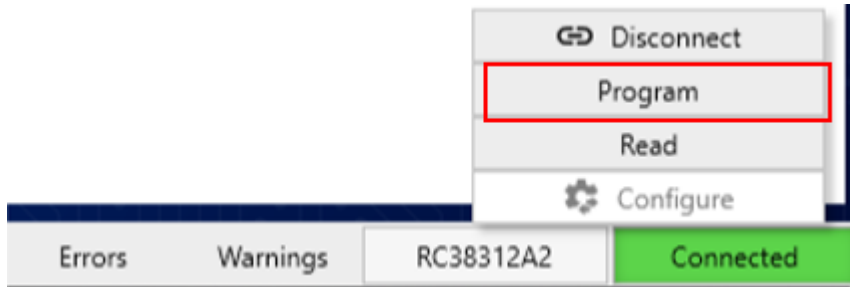 Disconnect
Program
Read
Configure
Errors Warnings RC38312A2 Connected